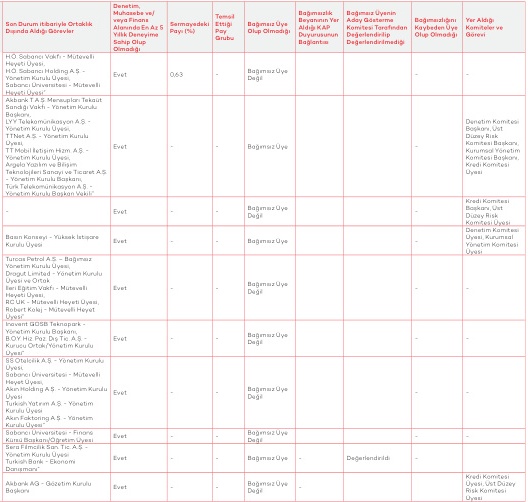 Son Durum itibariyle Ortaklık
Dışında Aldığı Görevler
Denetim,
Muhasebe ve/
veya Finans
Alanında En Az 5
Yıllık Deneyime
Sahip Olup
Olmadığı
Sermayedeki
Payı (%)
Temsil
Ettiği
Pay
Grubu
Bağımsız Üye
Olup Olmadığı
Bağımsızlık
Beyanının Yer
Aldığı KAP
Duyurusunun
Bağlantısı
Bağımsız Üyenin
Aday Gösterme
Komitesi Tarafından
Değerlendirilip
Değerlendirilmediği
Bağımsızlığını
Kaybeden Üye
Olup Olmadığı
Yer Aldığı
Komiteler ve
Görevi
H.Ö. Sabancı Vakfı - Mütevelli
Heyeti Üyesi,
H.Ö. Sabancı Holding A.Ş. -
Yönetim Kurulu Üyesi,
Sabancı Üniversitesi - Mütevelli
Heyeti Üyesi"
Evet
0,63
-
Bağımsız Üye
Değil
-
-
Akbank T.A.Ş. Mensupları Tekaüt
Sandığı Vakfı - Yönetim Kurulu
Başkanı,
LYY Telekomünikasyon A.Ş. -
Yönetim Kurulu Üyesi,
TTNet A.Ş. - Yönetim Kurulu
Üyesi,
TT Mobil İletişim Hizm. A.Ş. -
Yönetim Kurulu Üyesi,
Argela Yazılım ve Bilişim
Teknolojileri Sanayi ve Ticaret A.Ş.
- Yönetim Kurulu Başkanı,
Türk Telekomünikasyon A.Ş. -
Yönetim Kurulu Başkan Vekili"
Evet
-
-
Bağımsız Üye
-
Denetim Komitesi
Başkanı, Üst
Düzey Risk
Komitesi Başkanı,
Kurumsal Yönetim
Komitesi Başkanı,
Kredi Komitesi
Üyesi
-
Evet
-
-
Bağımsız Üye
Değil
-
Kredi Komitesi
Başkanı, Üst
Düzey Risk
Komitesi Üyesi
Basın Konseyi - Yüksek İstişare
Kurulu Üyesi
Evet
-
-
Bağımsız Üye
-
Denetim Komitesi
Üyesi, Kurumsal
Yönetim Komitesi
Üyesi
Turcas Petrol A.Ş. - Bağımsız
Yönetim Kurulu Üyesi,
Dragut Limited - Yönetim Kurulu
Üyesi ve Ortak
İleri Eğitim Vakfı - Mütevelli
Heyeti Üyesi,
RC UK - Mütevelli Heyeti Üyesi,
Robert Kolej - Mütevelli Heyet
Üyesi"
Evet
-
-
Bağımsız Üye
Değil
-
-
Inovent GOSB Teknopark -
Yönetim Kurulu Başkanı,
B.O.Y. Hiz. Paz. Dış Tic. A.Ş. -
Kurucu Ortak/Yönetim Kurulu
Üyesi"
Evet
-
-
Bağımsız Üye
Değil
-
-
SS Otelcilik A.Ş. - Yönetim Kurulu
Üyesi,
Sabancı Üniversitesi - Mütevelli
Heyet Üyesi,
Akın Holding A.Ş. - Yönetim Kurulu
Üyesi
Turkish Yatırım A.Ş. - Yönetim
Kurulu Üyesi
Akın Faktoring A.Ş. - Yönetim
Kurulu Üyesi"
Evet
-
-
Bağımsız Üye
Değil
-
-
Sabancı Üniversitesi - Finans
Kürsü Başkanı/Öğretim Üyesi
Evet
-
-
Bağımsız Üye
Değil
-
-
Sera Filmcilik San. Tic. A.Ş. -
Yönetim Kurulu Üyesi
Turkish Bank - Ekonomi
Danışmanı"
Evet
-
-
Bağımsız Üye
-
Değerlendirildi
-
-
Akbank AG - Gözetim Kurulu
Başkanı
Evet
-
-
Bağımsız Üye
Değil
-
-
Kredi Komitesi
Üyesi, Üst Düzey
Risk Komitesi
Üyesi